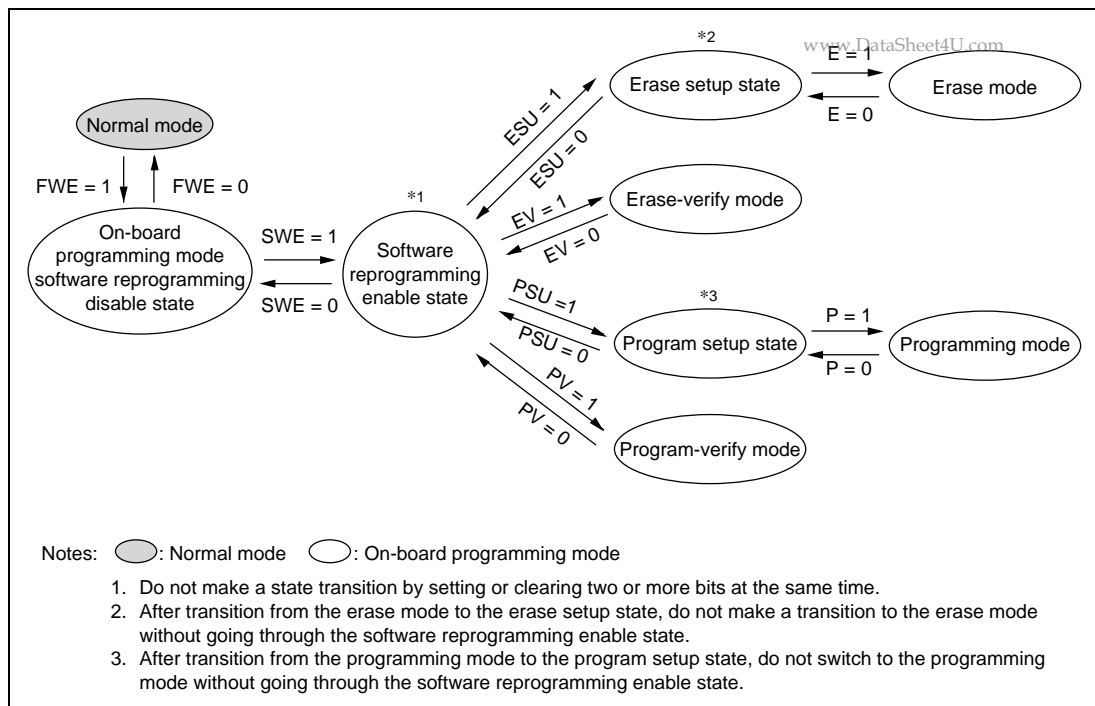 *2
www.DataSheet4U.com
Erase setup state
E = 1
E = 0
Erase mode
Normal mode
ESU = 1
ESU = 0
FWE = 1
FWE = 0
*1
EV = 1
EV = 0
Erase-verify mode
On-board
programming mode
software reprogramming
disable state
SWE = 1
SWE = 0
Software
reprogramming
enable state
PSU =1
PSU = 0
*3
Program setup state
P = 1
P = 0
Programming mode
PV = 1
PV = 0
Program-verify mode
Notes: : Normal mode : On-board programming mode
1. Do not make a state transition by setting or clearing two or more bits at the same time.
2. After transition from the erase mode to the erase setup state, do not make a transition to the erase mode
without going through the software reprogramming enable state.
3. After transition from the programming mode to the program setup state, do not switch to the programming
mode without going through the software reprogramming enable state.